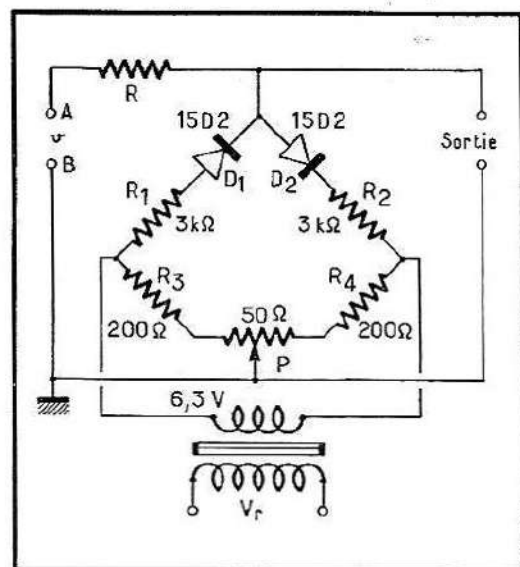 A
R
15D2
15D2
v
Sortie
B
D1
D2
R1
R2
3kΩ
3kΩ
R3
R4
50Ω
200Ω
200Ω
P
6,3 V
Vr